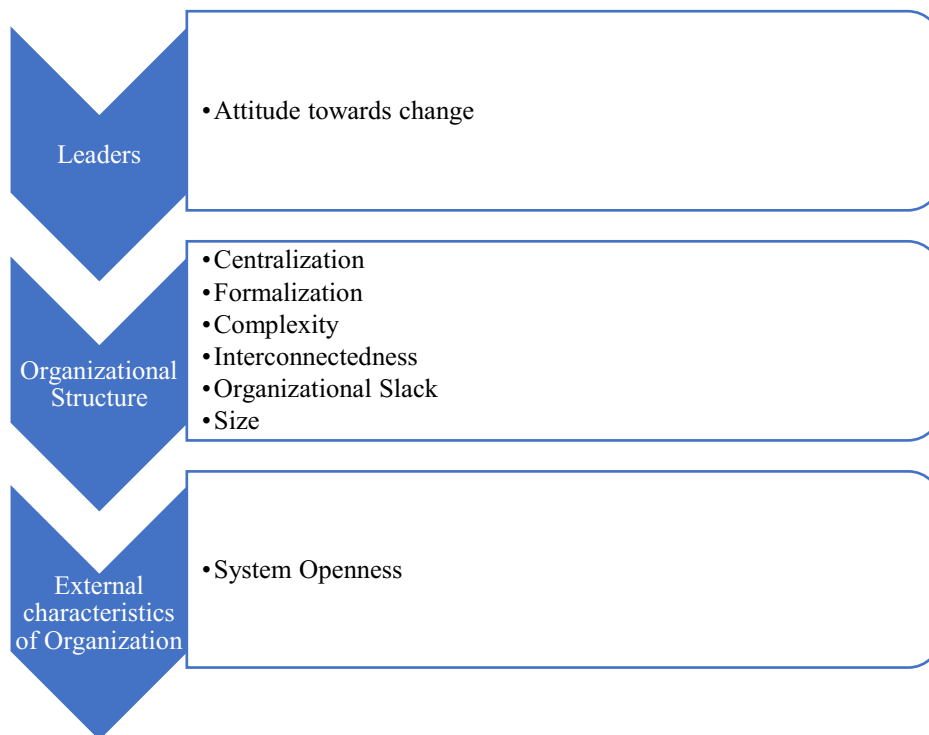 Leaders
•Attitude towards change
Organizational
Structure
•Centralization
•Formalization
•Complexity
•Interconnectedness
•Organizational Slack
•Size
External
characteristics
of Organization
•System Openness